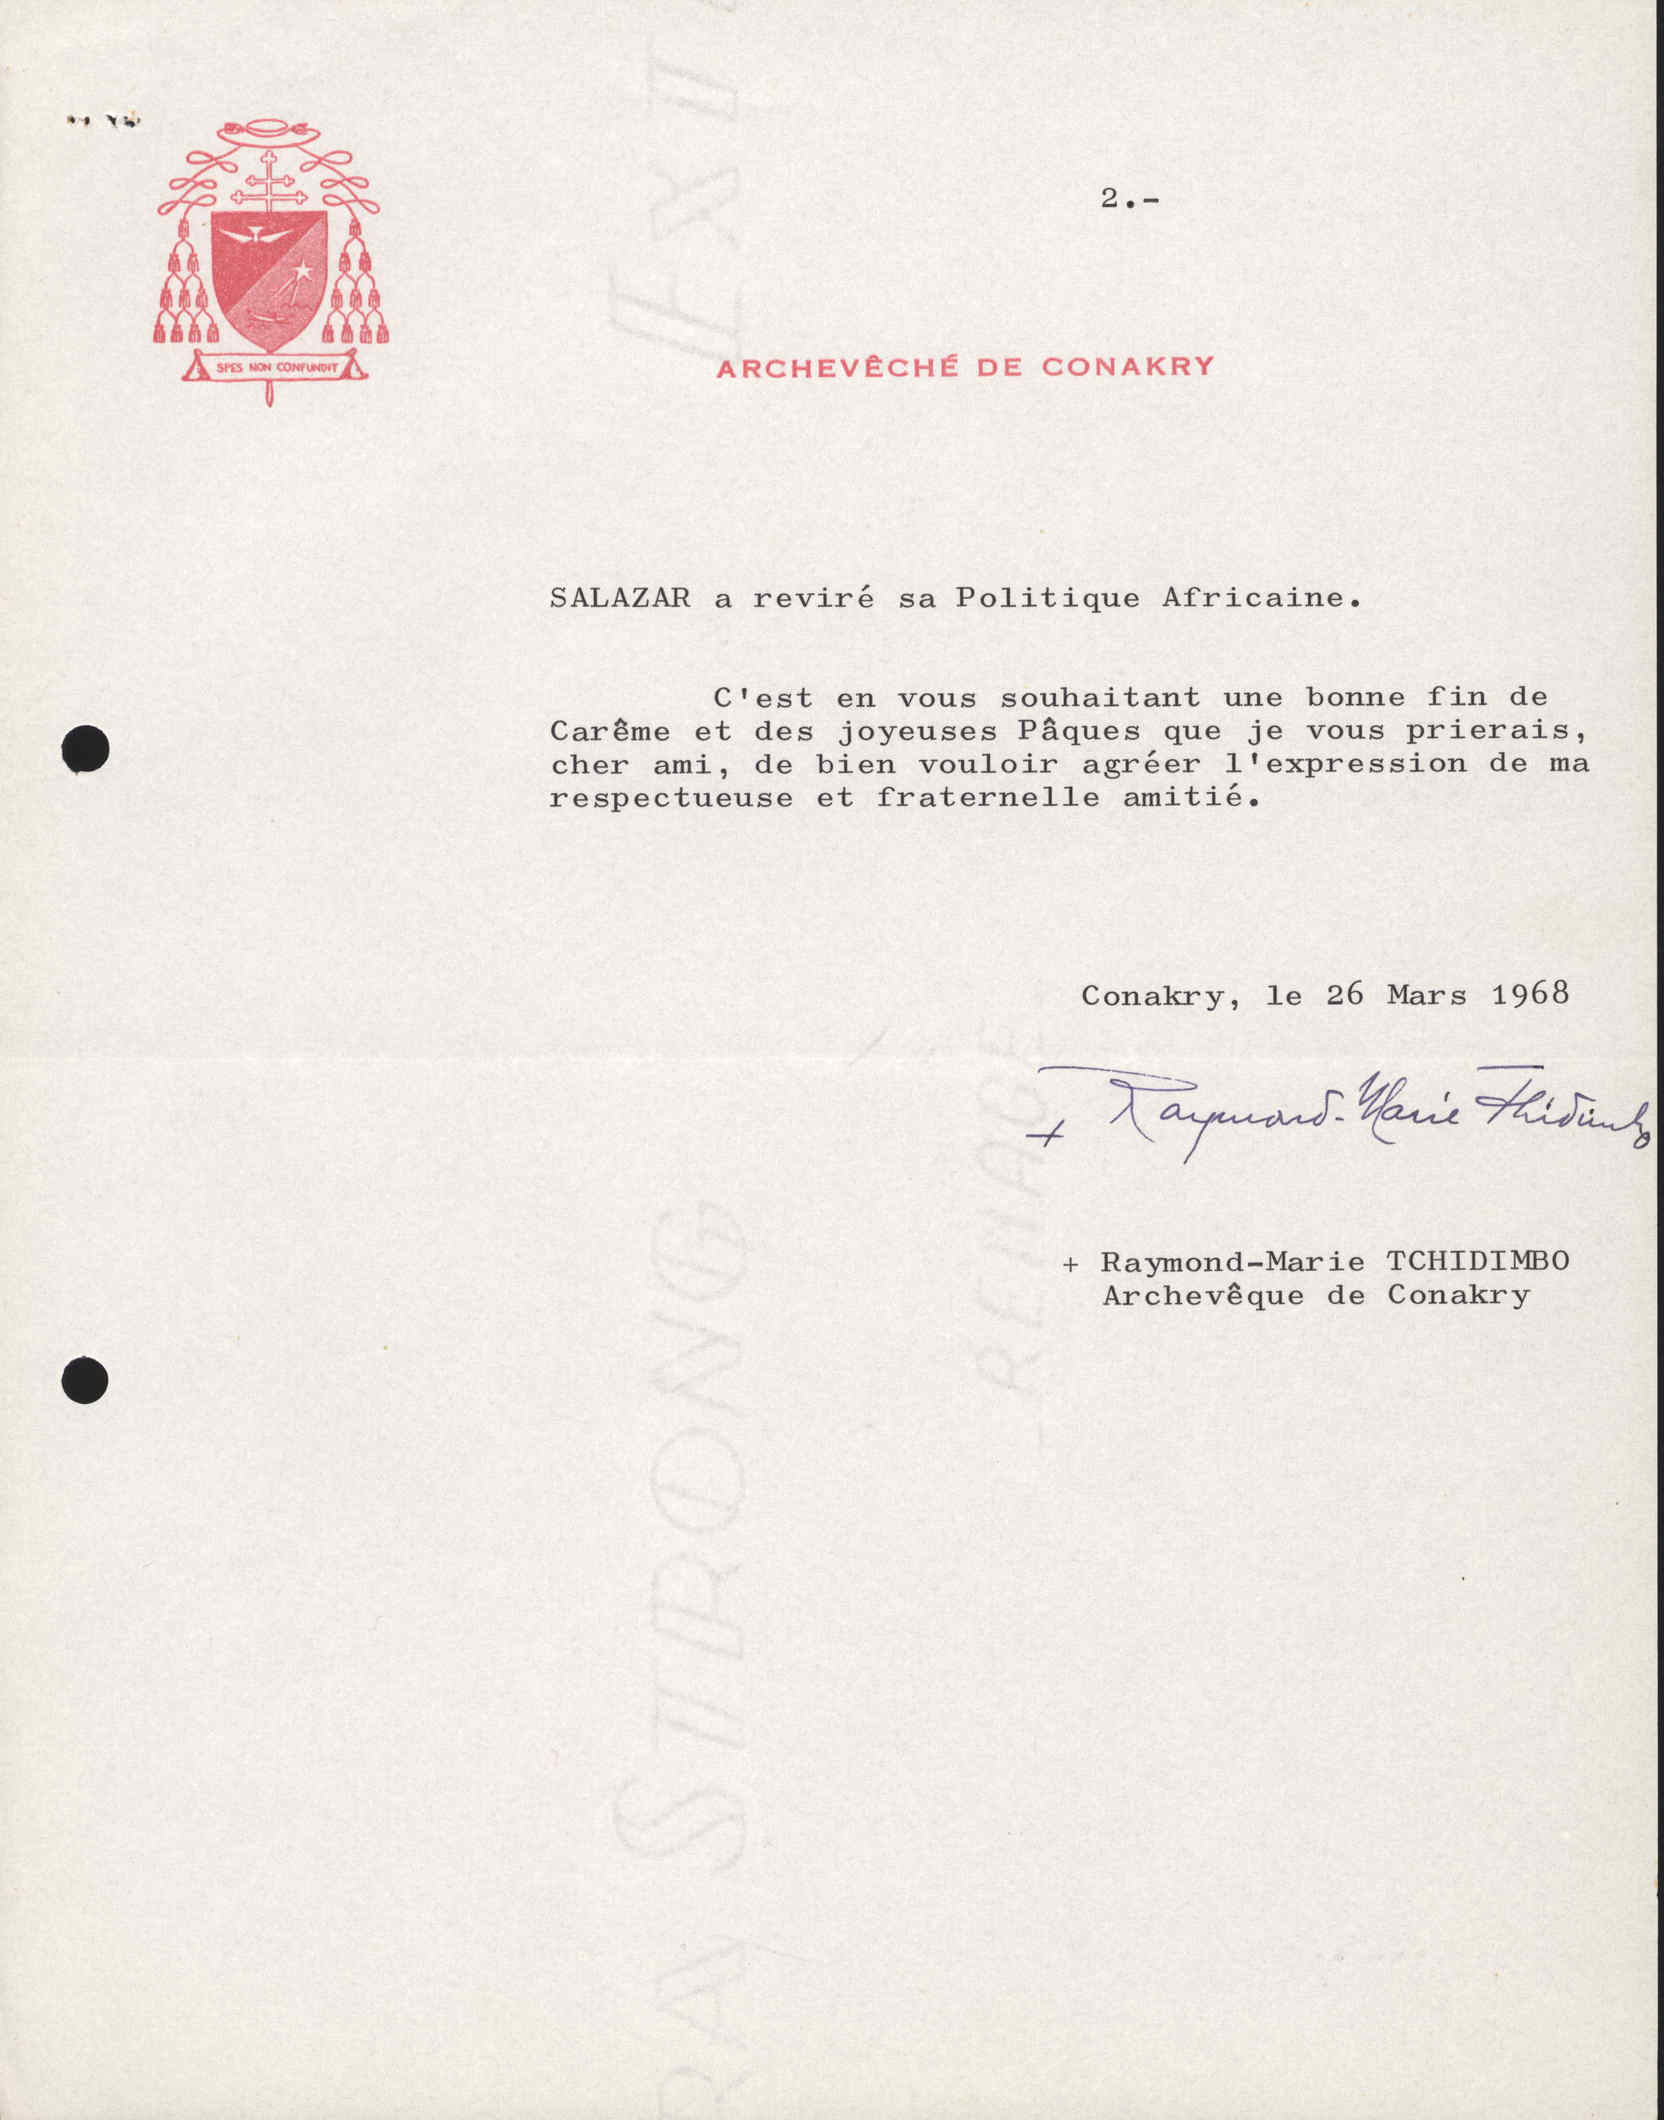 2.-
SPES NON CONFUNDIT
ARCHEVÊCHÉ DE CONAKRY
SALAZAR a reviré sa Politique Africaine.
C'est en vous souhaitant une bonne fin de
Carême et des joyeuses Pâques que je vous prierais,
cher ami, de bien vouloir agréer l'expression de ma
respectueuse et fraternelle amitié.
Conakry, le 26 Mars 1968
+ Raymond-Marie Tchidimbo
+ Raymond-Marie TCHIDIMBO
Archevêque de Conakry